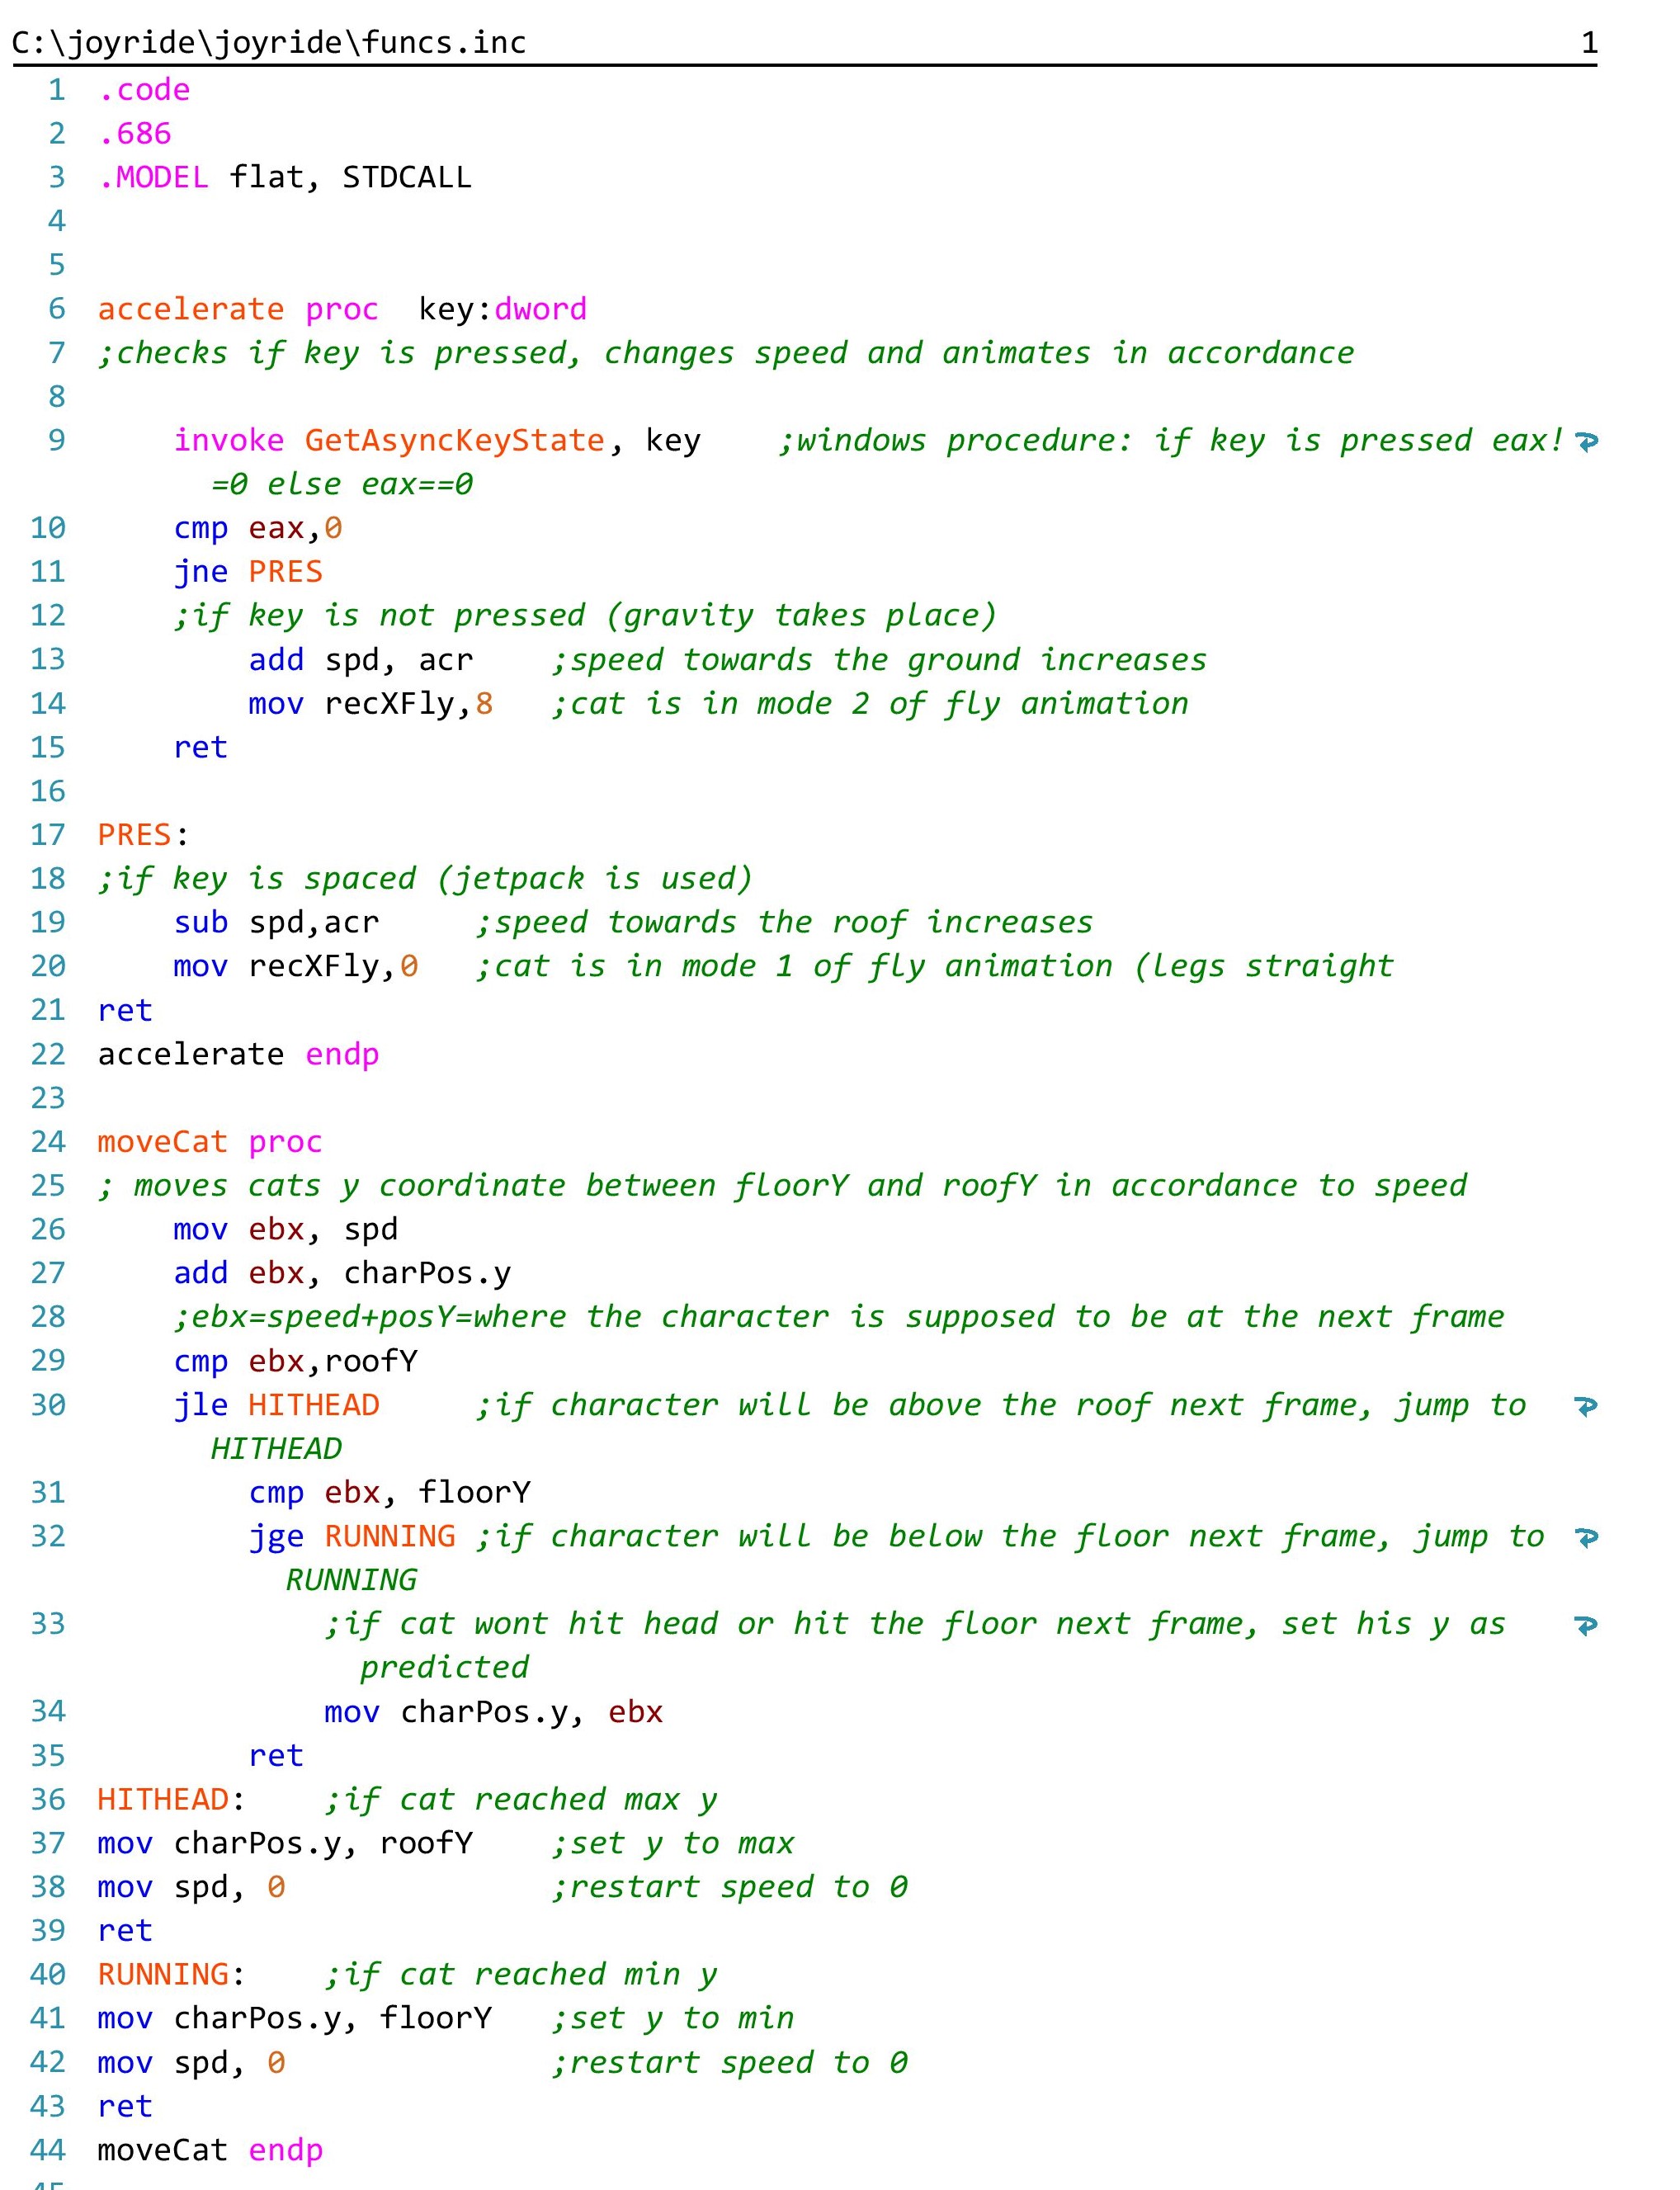 C:\joyride\joyride\funcs.inc 1
1 .code
2 .686
3 .MODEL flat, STDCALL
4
5
6 accelerate proc  key:dword
7 ;checks if key is pressed, changes speed and animates in accordance
8
9     invoke GetAsyncKeyState, key    ;windows procedure: if key is pressed eax!
=0 else eax==0
10     cmp eax,0
11     jne PRES
12     ;if key is not pressed (gravity takes place)
13         add spd, acr    ;speed towards the ground increases
14         mov recXFly,8   ;cat is in mode 2 of fly animation
15     ret
16
17 PRES:
18 ;if key is spaced (jetpack is used)
19     sub spd,acr     ;speed towards the roof increases
20     mov recXFly,0   ;cat is in mode 1 of fly animation (legs straight
21 ret
22 accelerate endp
23
24 moveCat proc
25 ; moves cats y coordinate between floorY and roofY in accordance to speed
26     mov ebx, spd
27     add ebx, charPos.y
28     ;ebx=speed+posY=where the character is supposed to be at the next frame
29     cmp ebx,roofY
30     jle HITHEAD     ;if character will be above the roof next frame, jump to
HITHEAD
31         cmp ebx, floorY
32         jge RUNNING ;if character will be below the floor next frame, jump to
RUNNING
33             ;if cat wont hit head or hit the floor next frame, set his y as
predicted
34             mov charPos.y, ebx
35         ret
36 HITHEAD:    ;if cat reached max y
37 mov charPos.y, roofY    ;set y to max
38 mov spd, 0              ;restart speed to 0
39 ret
40 RUNNING:    ;if cat reached min y
41 mov charPos.y, floorY   ;set y to min
42 mov spd, 0              ;restart speed to 0
43 ret
44 moveCat endp
45